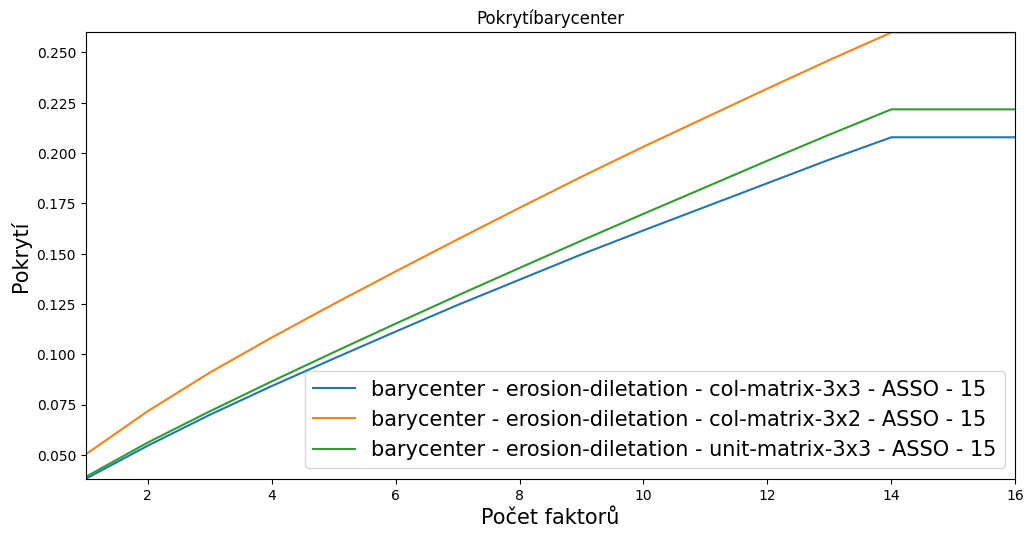 Pokrytíbarycenter
0.250
0.225
0.200
0.175
0.150
0.125
0.100
0.075
0.050
Pokrytí
barycenter - erosion-diletation - col-matrix-3x3 - ASSO - 15
barycenter - erosion-diletation - col-matrix-3x2 - ASSO - 15
barycenter - erosion-diletation - unit-matrix-3x3 - ASSO - 15
2 4 6 8 10 12 14 16
Počet faktorů